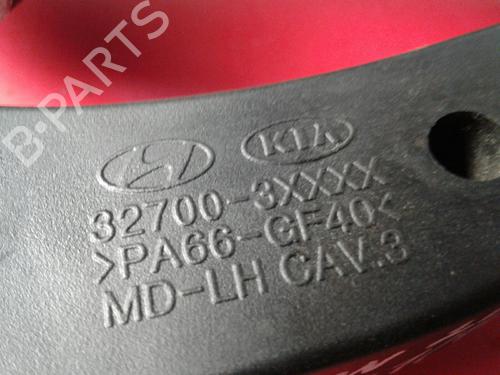 B-PARTS
KIA
32700-3XXXX
>PA66-GF40<
MD-LH CAV.3